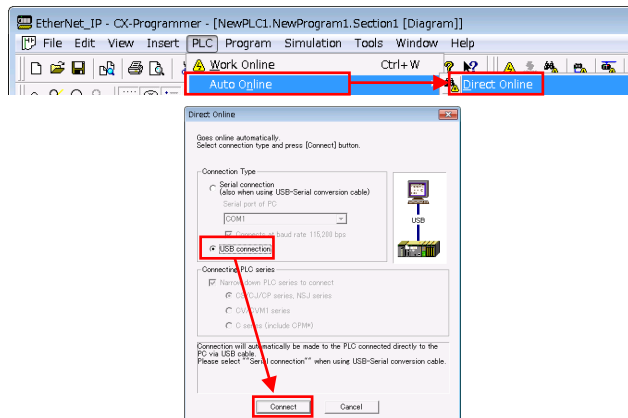 EtherNet_IP - CX-Programmer - [NewPLC1.NewProgram1.Section1 [Diagram]]
File Edit View Insert PLC Program Simulation Tools Window Help
Work Online Ctrl+W
Auto Online
Direct Online
Direct Online
Goes online automatically.
Select connection type and press [Connect] button.
Connection Type
Serial connection
(also when using USB-Serial conversion cable)
Serial port of PC
COM1
Connects at baud rate 115,200 bps
USB connection
USB
Connecting PLC series
Narrow down PLC series to connect
CS/CJ/CP series, NSJ series
CV/CVM1 series
C series (include CPM*)
Connection will automatically be made to the PLC connected directly to the
PC via USB cable.
Please select ""Serial connection"" when using USB-Serial conversion cable.
Connect Cancel